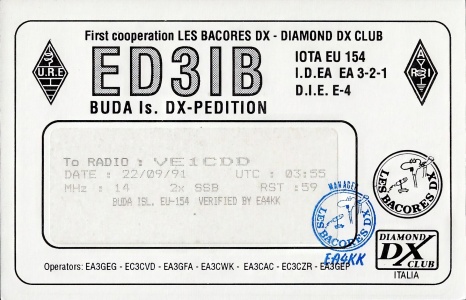 First cooperation LES BACORES DX - DIAMOND DX CLUB
U.R.E
ED3IB
IOTA EU 154
I.D.EA EA 3-2-1
D.I.E. E-4
BUDA Is. DX-PEDITION
To RADIO : VE1CDD
DATE : 22/09/91 UTC : 03:55
MHz : 14 2x SSB RST :59
BUDA ISL. EU-154 VERIFIED BY EA4KK
LES BACORES DX
MANAGER
LES BACORES DX
EA4KK
DIAMOND
DX
CLUB
ITALIA
Operators: EA3GEG - EC3CVD - EA3GFA - EA3CWK - EA3CAC - EC3CZR - EA3GEP